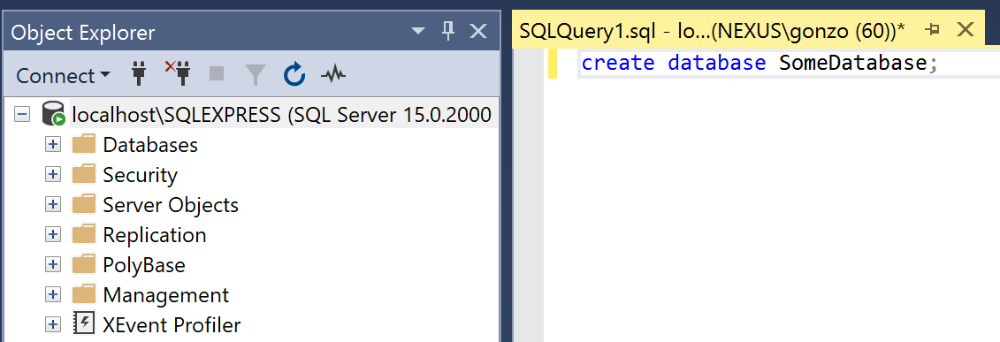 Object Explorer
Connect
localhost\SQLEXPRESS (SQL Server 15.0.2000
Databases
Security
Server Objects
Replication
PolyBase
Management
XEvent Profiler
SQLQuery1.sql - lo...(NEXUS\gonzo (60))*
create database SomeDatabase;